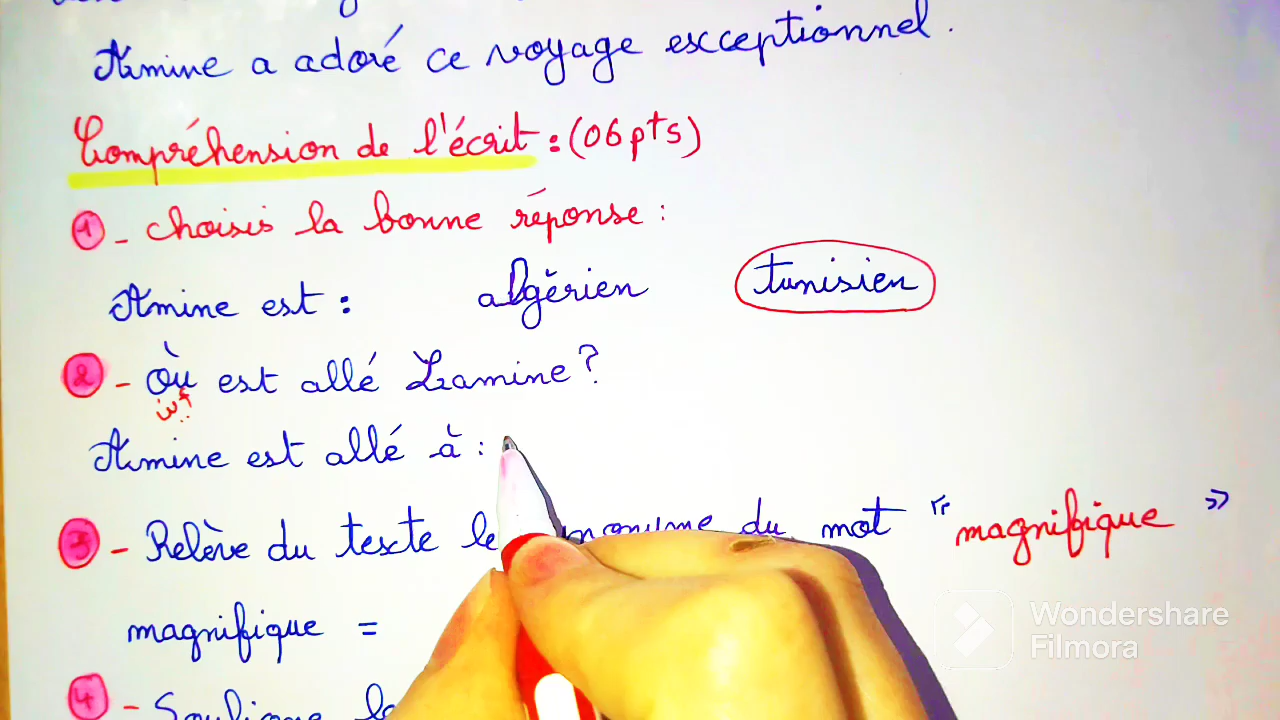 Amine a adoré ce voyage exceptionnel.
Compréhension de l'écrit : (06 pts)
1 - choisis la bonne réponse :
Amine est : algérien tunisien
2 - Où est allé Lamine ?
أين
Amine est allé à :
3 - Relève du texte le du mot " magnifique »
magnifique =
4 - Souligne
Wondershare
Filmora